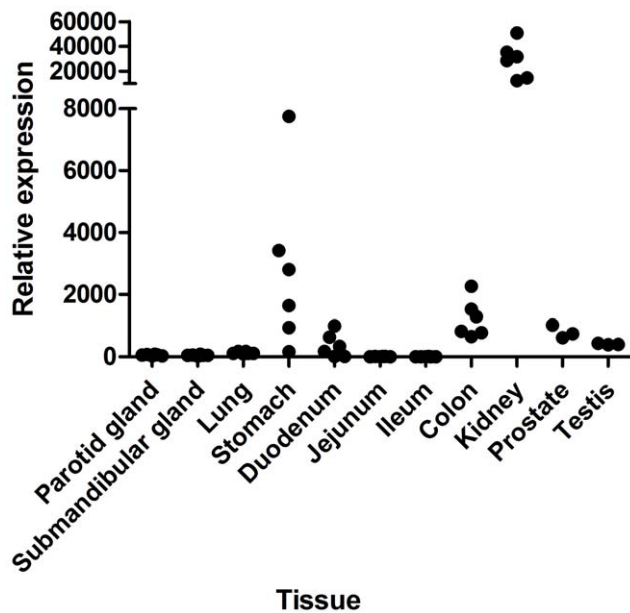 Relative expression
60000
40000
20000
8000
6000
4000
2000
0
Parotid gland
Submandibular gland
Lung
Stomach
Duodenum
Jejunum
Ileum
Colon
Kidney
Prostate
Testis
Tissue